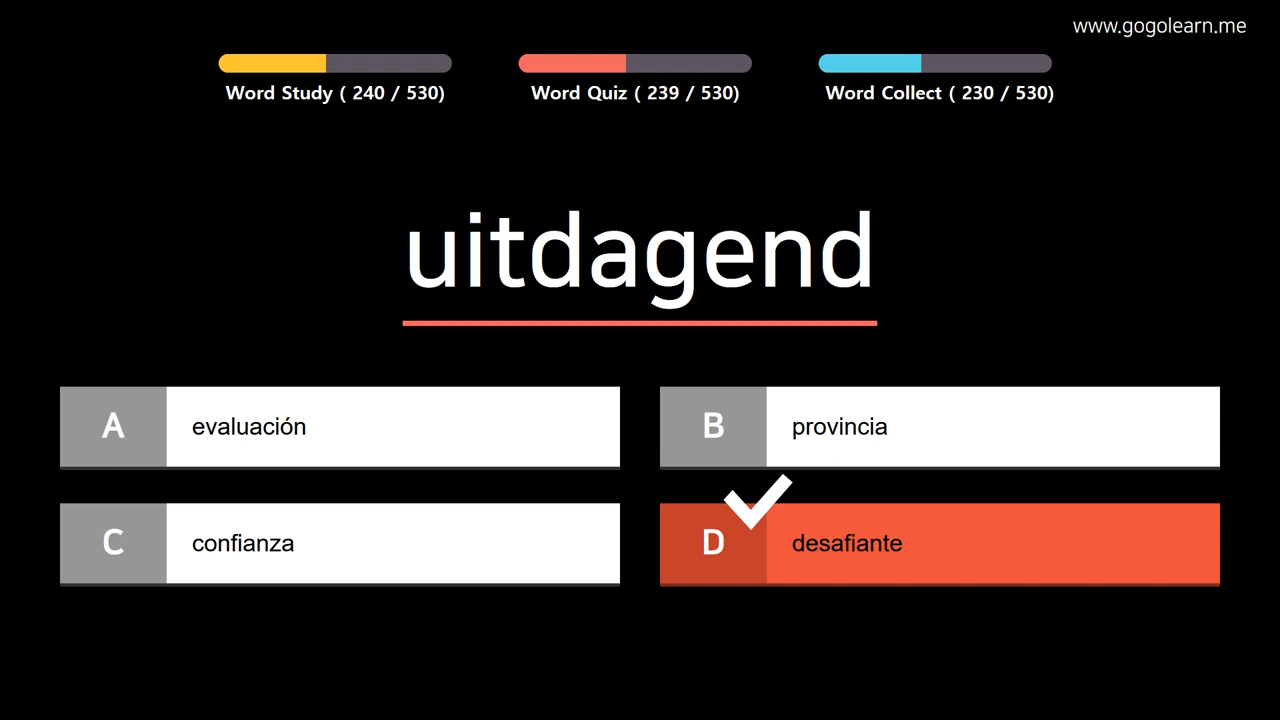 www.gogolearn.me
Word Study ( 240 / 530)
Word Quiz ( 239 / 530)
Word Collect ( 230 / 530)
uitdagend
A evaluación
B provincia
C confianza
D desafiante